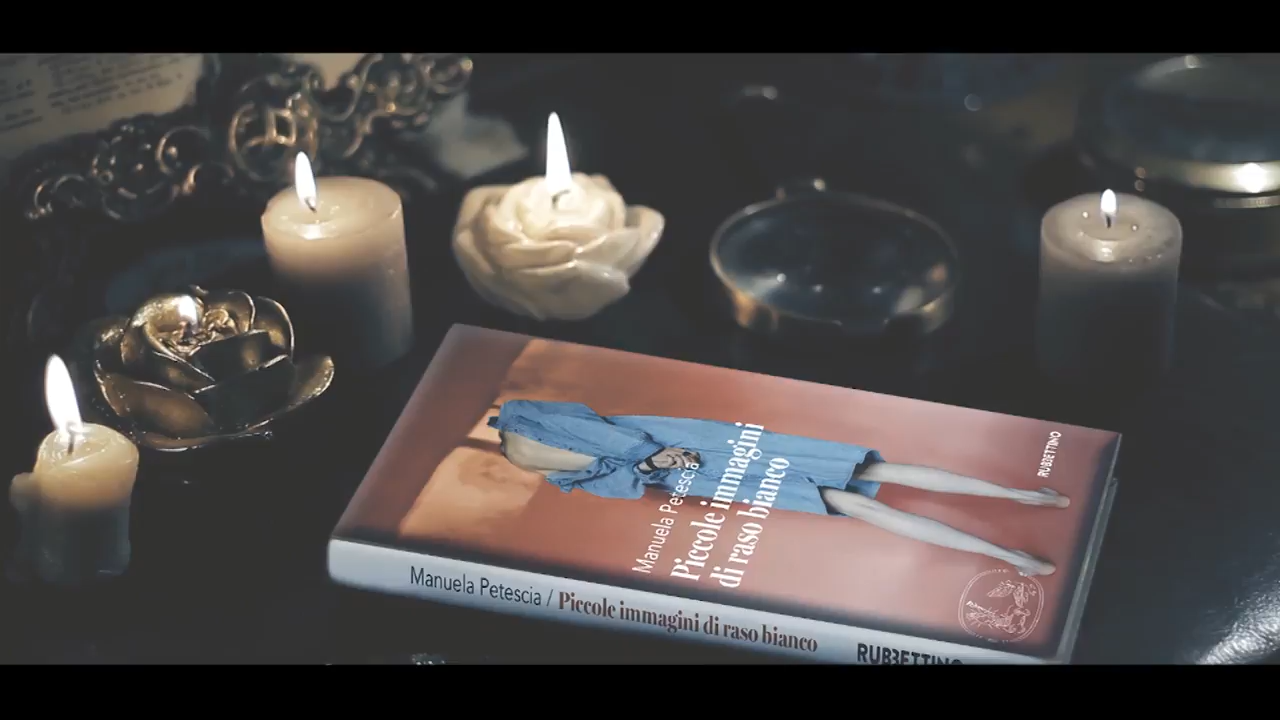 Manuela Petescia
Piccole immagini
di raso bianco
RUBBETTINO
Manuela Petescia / Piccole immagini di raso bianco
RUBBETTINO